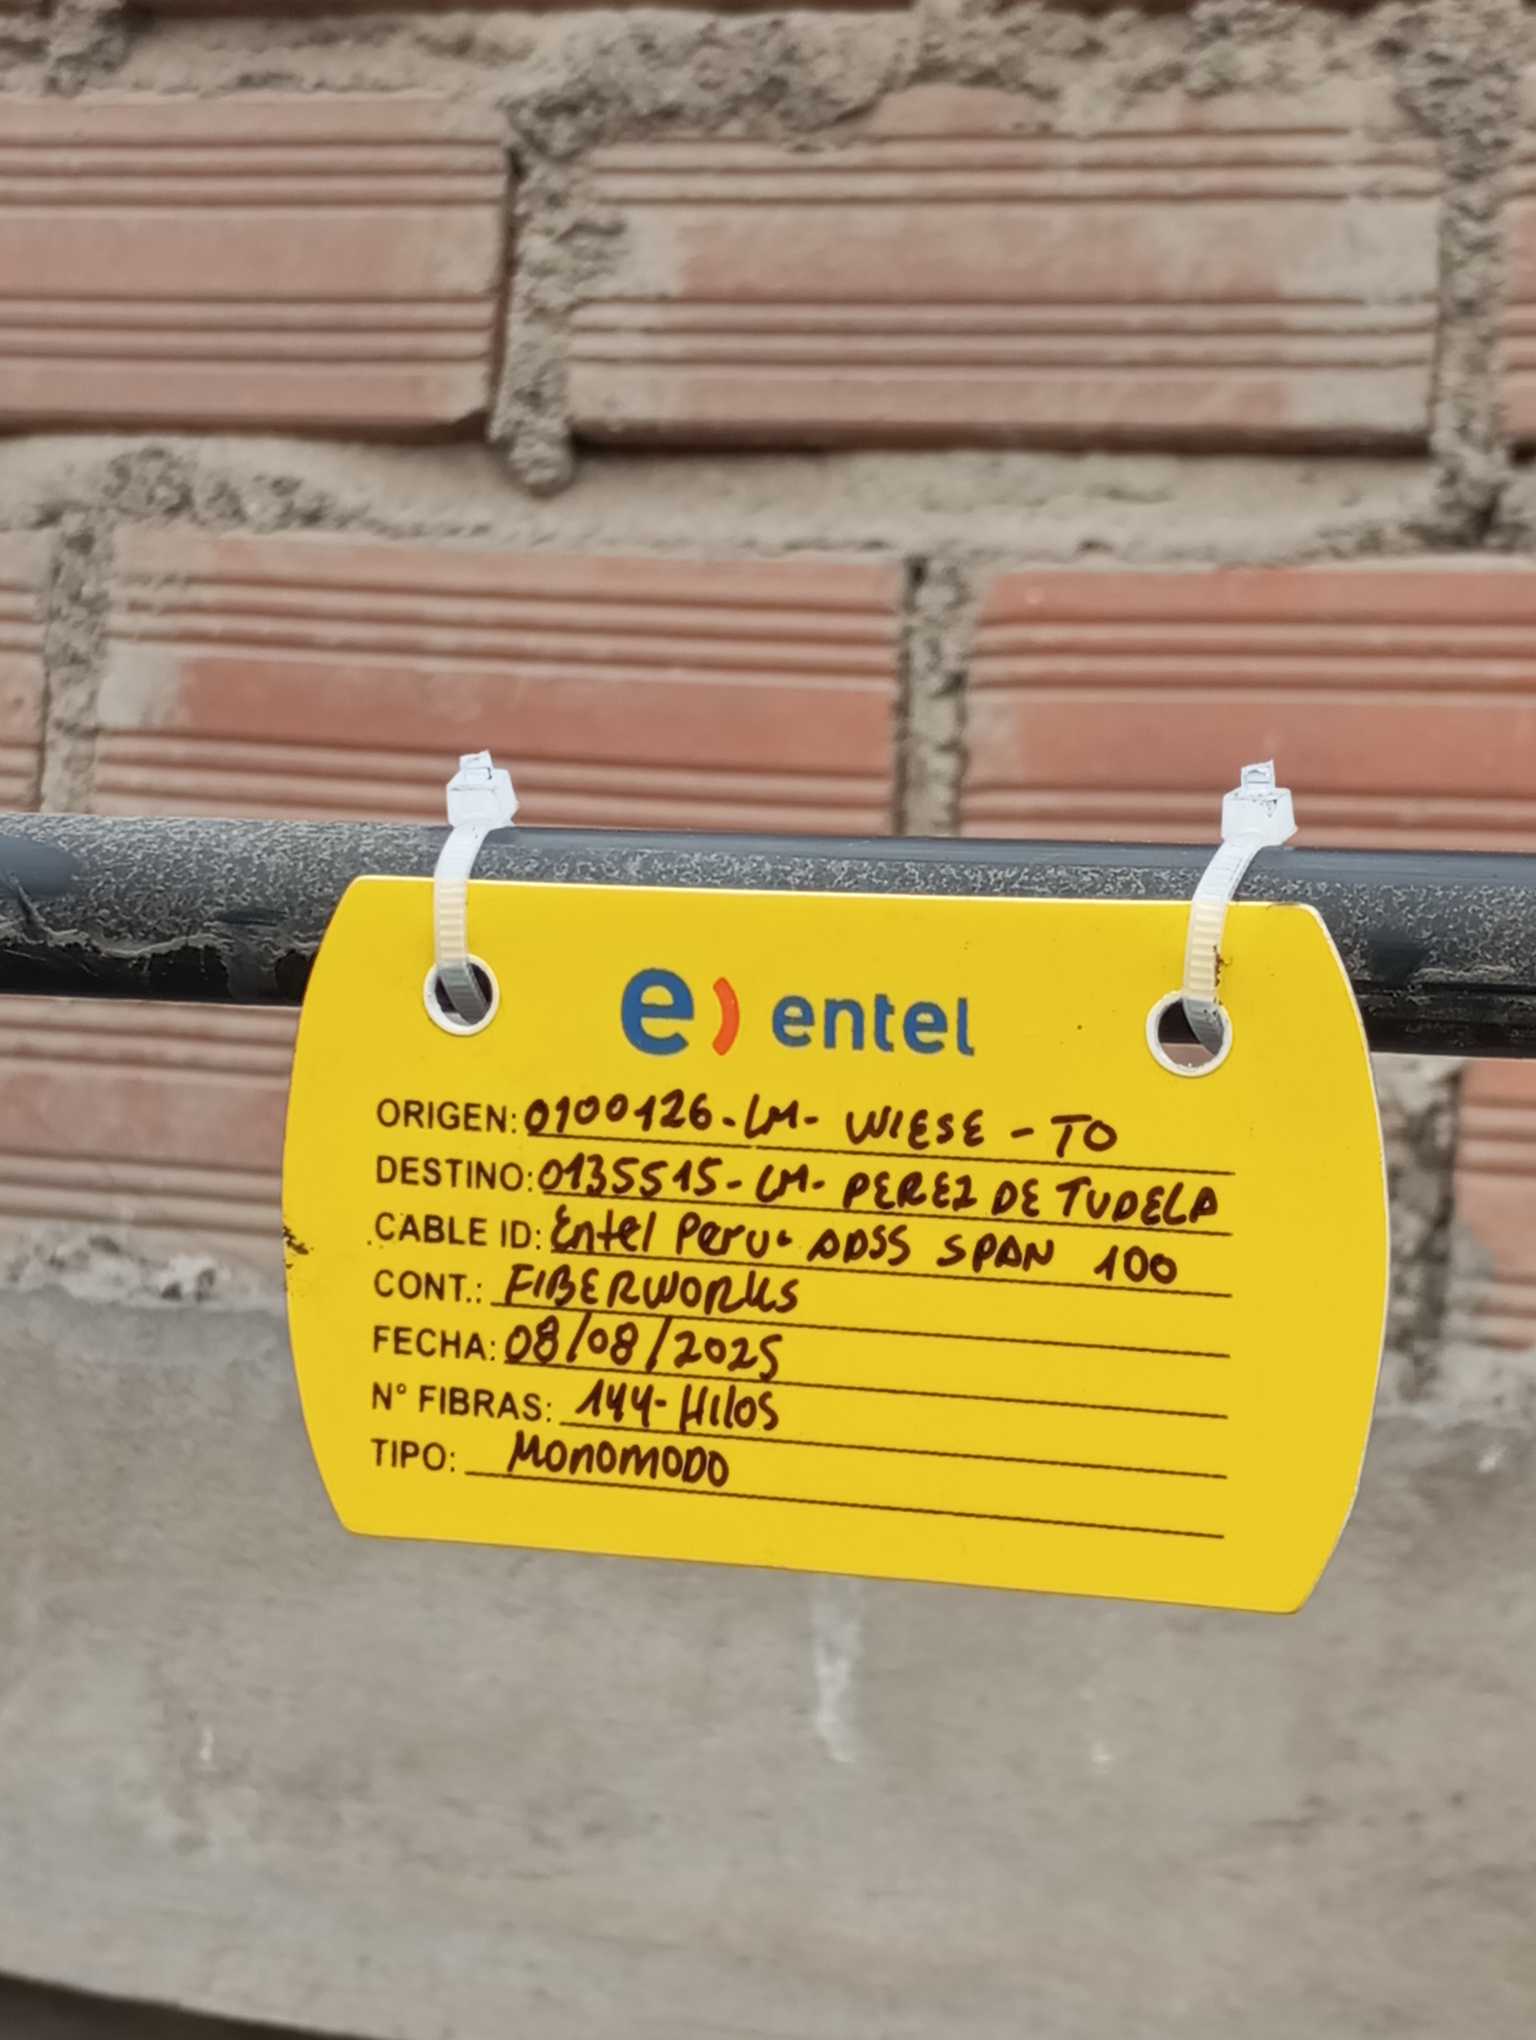 e) entel
ORIGEN: 0100126-LM- WIESE - TO
DESTINO: 0135515-LM- PEREZ DE TUDELA
CABLE ID: Entel Peru- ADSS SPAN 100
CONT.: FIBERWORKS
FECHA: 08/08/2025
N° FIBRAS: 144-HilOS
TIPO: MONOMODO